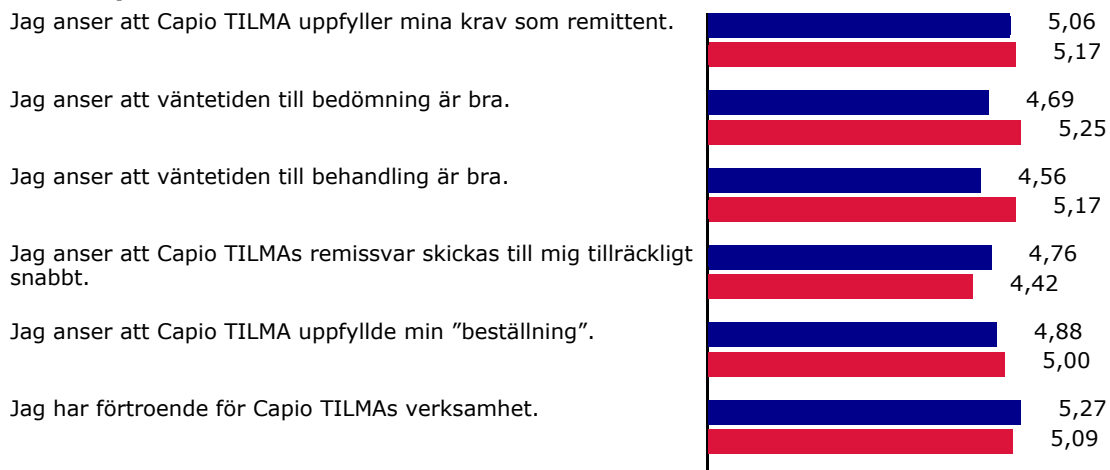 Jag anser att Capio TILMA uppfyller mina krav som remittent.
5,06
5,17
Jag anser att väntetiden till bedömning är bra.
4,69
5,25
Jag anser att väntetiden till behandling är bra.
4,56
5,17
Jag anser att Capio TILMAs remissvar skickas till mig tillräckligt
snabbt.
4,76
4,42
Jag anser att Capio TILMA uppfyllde min ”beställning”.
4,88
5,00
Jag har förtroende för Capio TILMAs verksamhet.
5,27
5,09